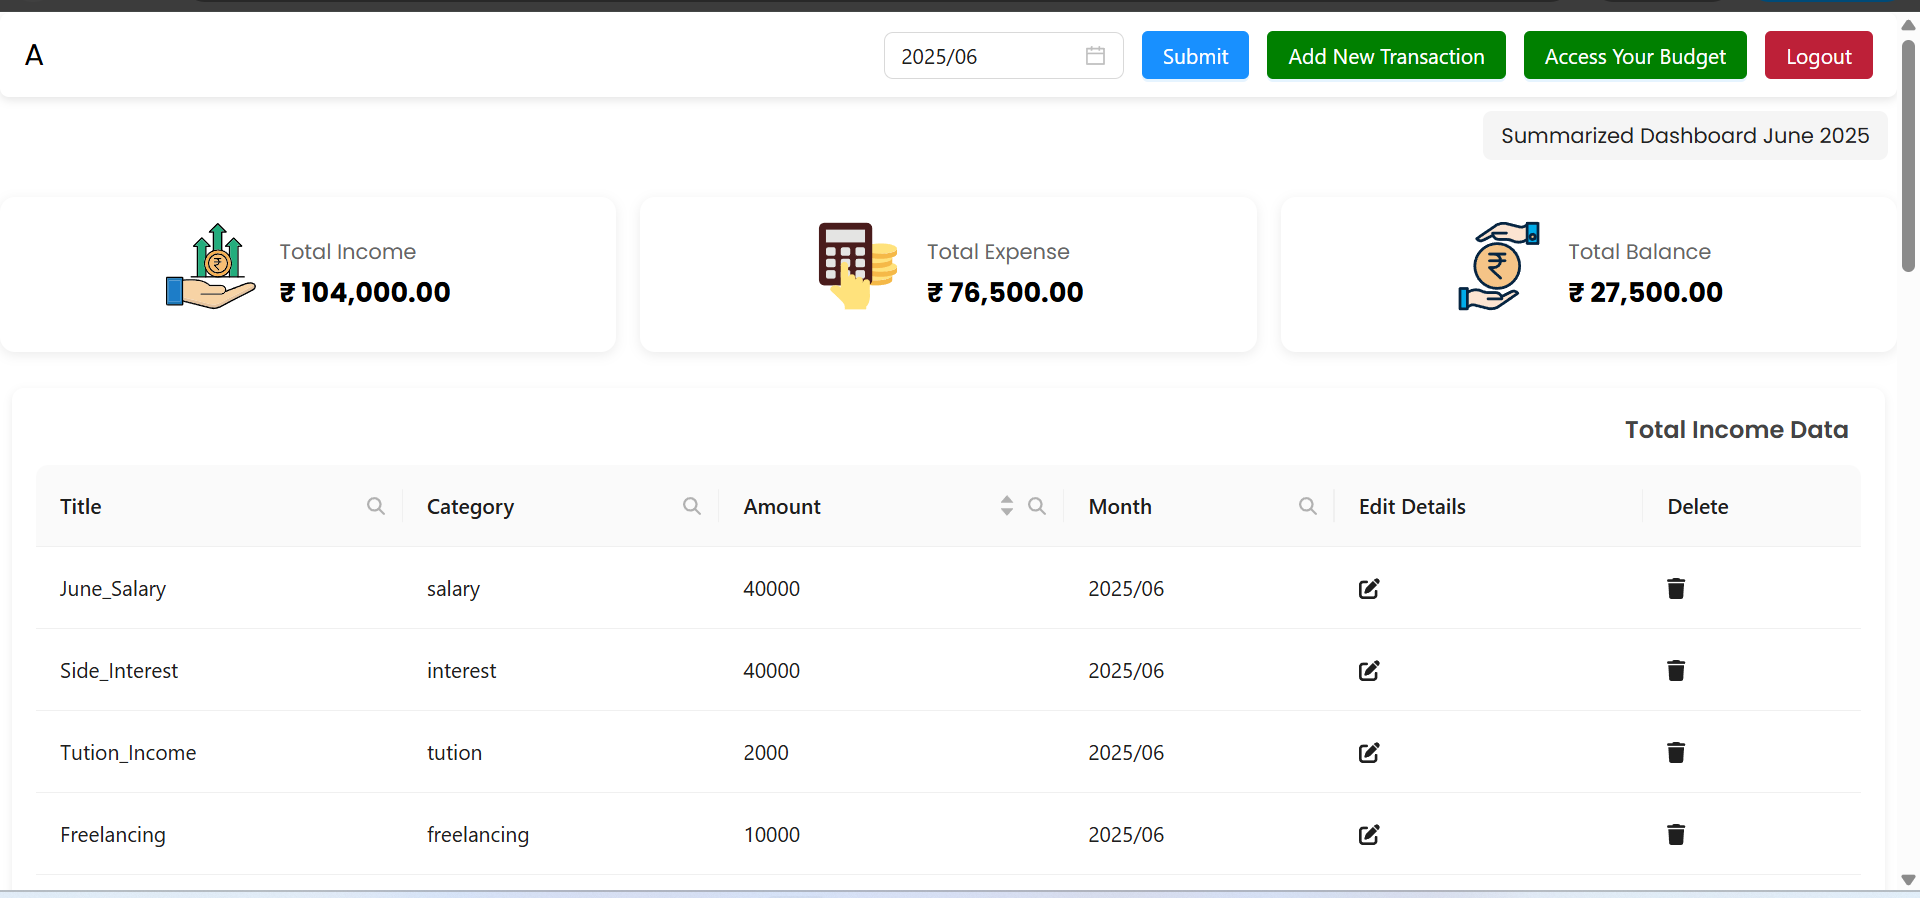 A
2025/06 Submit Add New Transaction Access Your Budget Logout
Summarized Dashboard June 2025
Total Income
₹ 104,000.00
Total Expense
₹ 76,500.00
Total Balance
₹ 27,500.00
Total Income Data
Title Category Amount Month Edit Details Delete
June_Salary salary 40000 2025/06
Side_Interest interest 40000 2025/06
Tution_Income tution 2000 2025/06
Freelancing freelancing 10000 2025/06